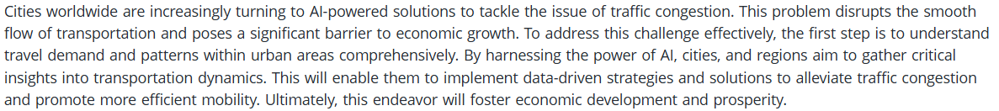 Cities worldwide are increasingly turning to AI-powered solutions to tackle the issue of traffic congestion. This problem disrupts the smooth
flow of transportation and poses a significant barrier to economic growth. To address this challenge effectively, the first step is to understand
travel demand and patterns within urban areas comprehensively. By harnessing the power of AI, cities, and regions aim to gather critical
insights into transportation dynamics. This will enable them to implement data-driven strategies and solutions to alleviate traffic congestion
and promote more efficient mobility. Ultimately, this endeavor will foster economic development and prosperity.